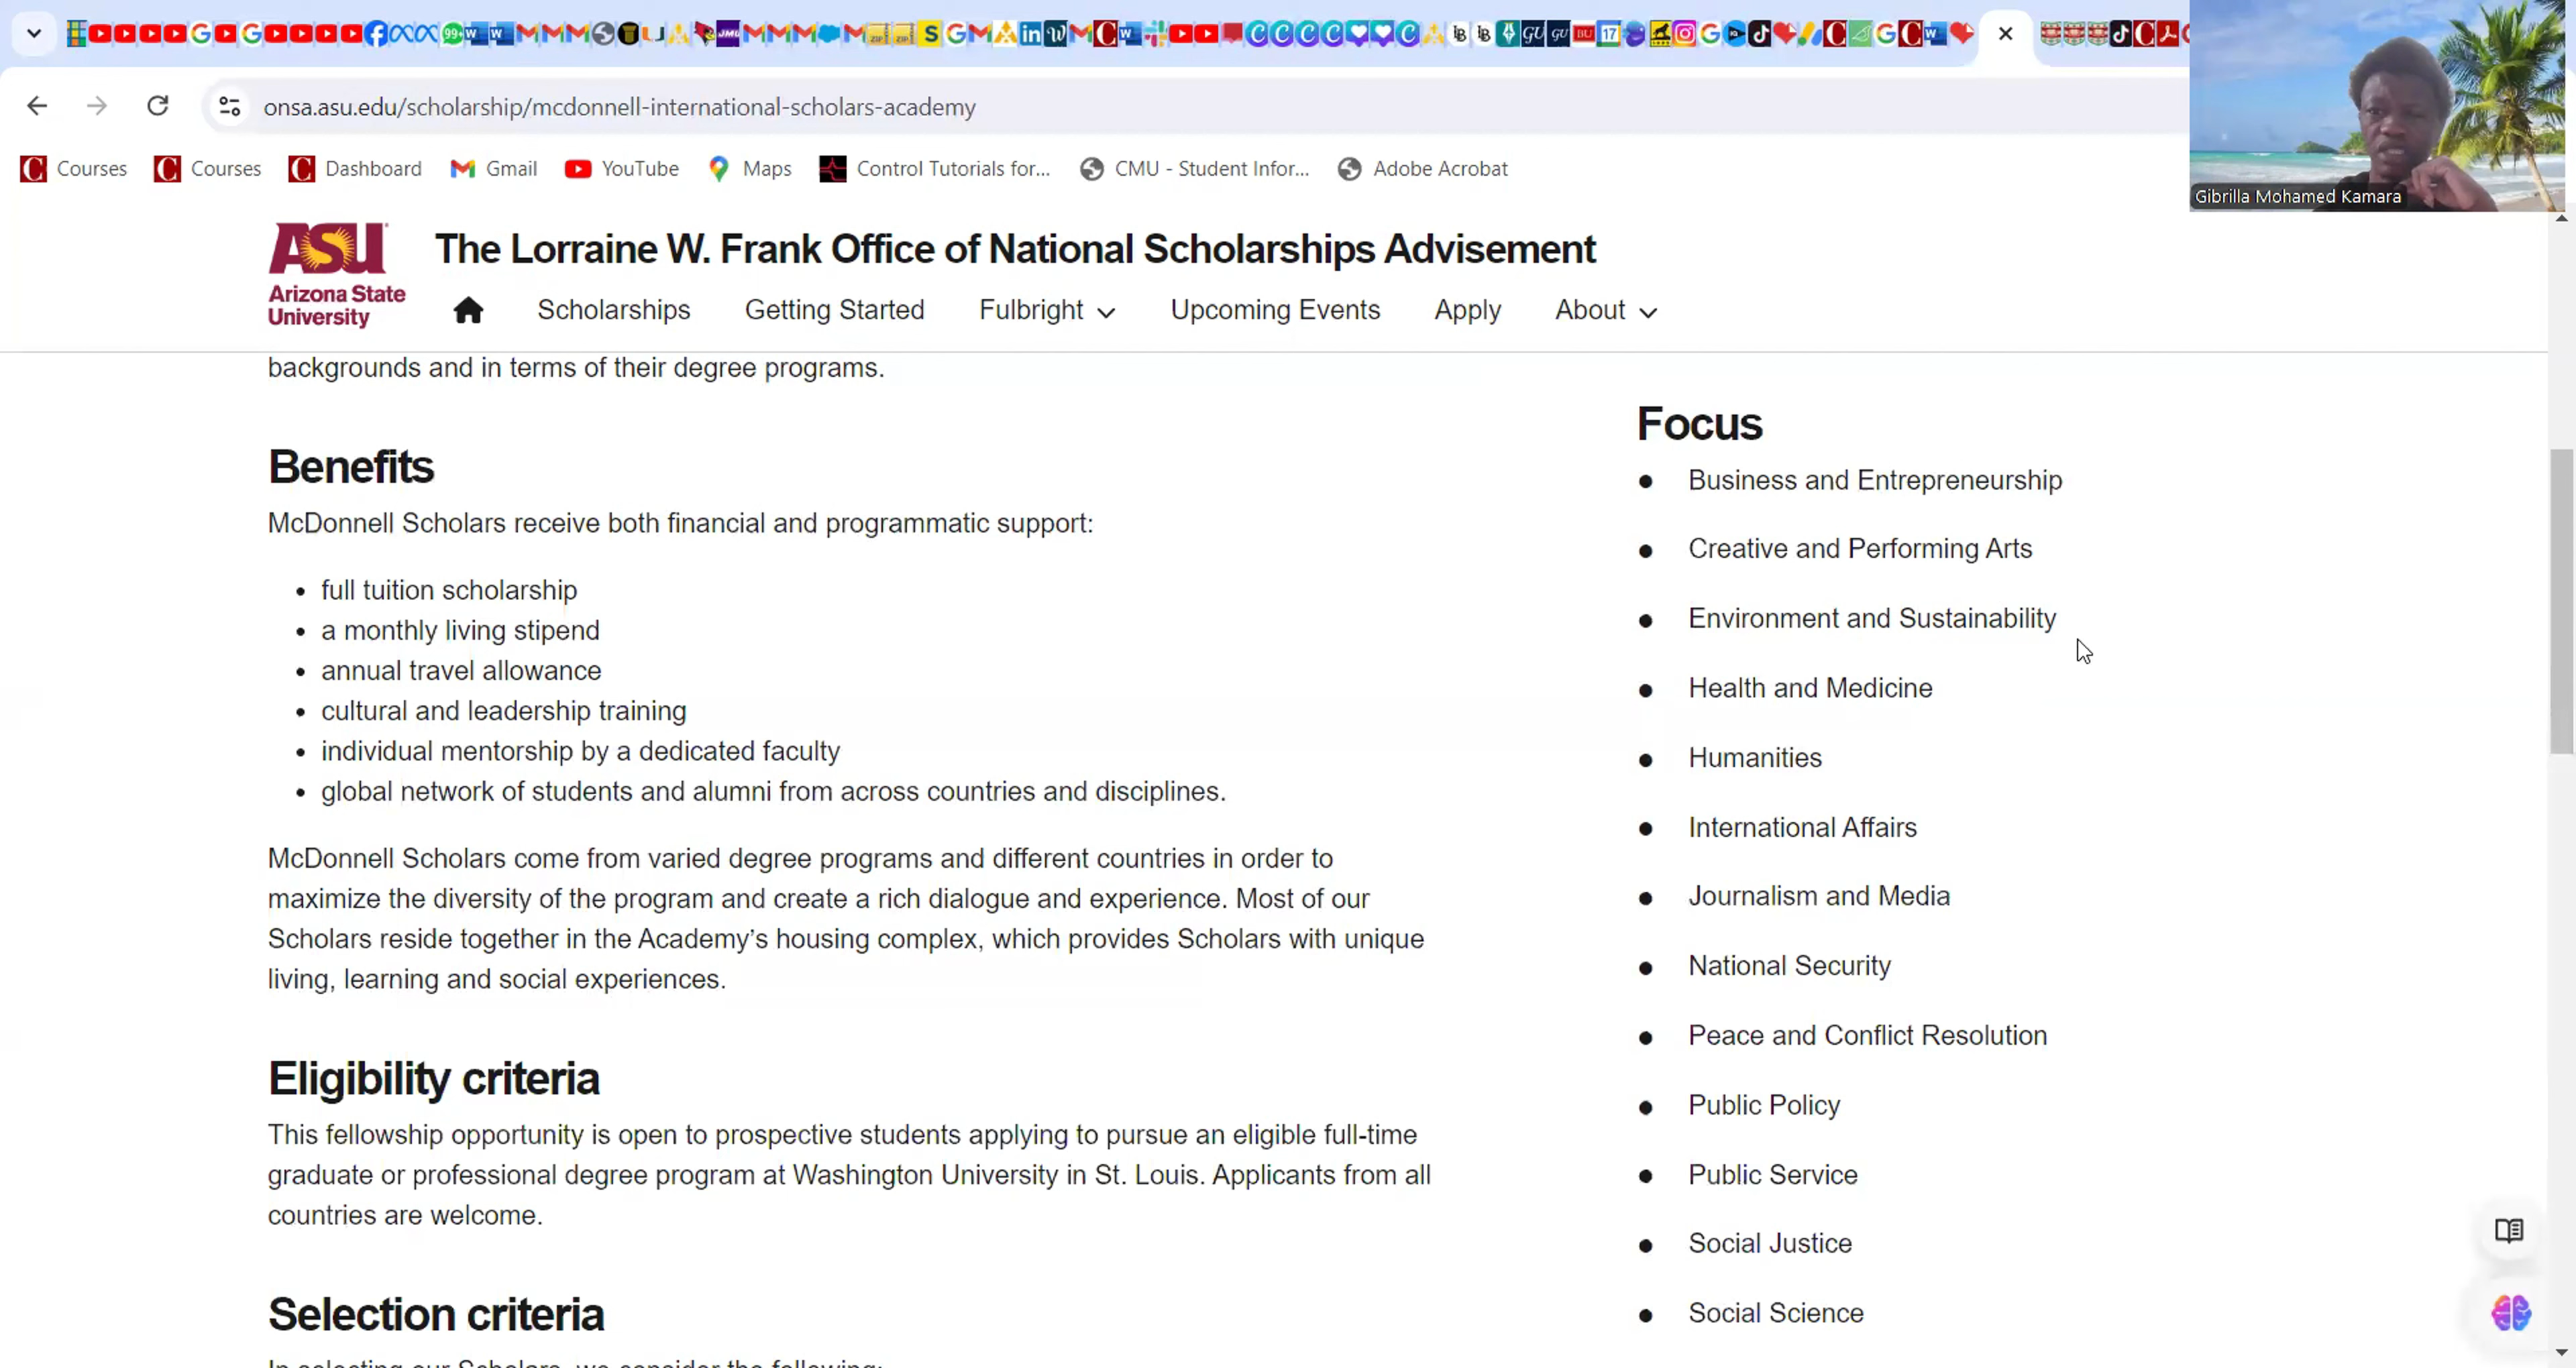 onsa.asu.edu/scholarship/mcdonnell-international-scholars-academy
Courses
Courses
Dashboard
Gmail
YouTube
Maps
Control Tutorials for...
CMU - Student Infor...
Adobe Acrobat
Gibrilla Mohamed Kamara
ASU
Arizona State
University
The Lorraine W. Frank Office of National Scholarships Advisement
Scholarships
Getting Started
Fulbright
Upcoming Events
Apply
About
backgrounds and in terms of their degree programs.
Benefits
McDonnell Scholars receive both financial and programmatic support:
• full tuition scholarship
• a monthly living stipend
• annual travel allowance
• cultural and leadership training
• individual mentorship by a dedicated faculty
• global network of students and alumni from across countries and disciplines.
McDonnell Scholars come from varied degree programs and different countries in order to
maximize the diversity of the program and create a rich dialogue and experience. Most of our
Scholars reside together in the Academy's housing complex, which provides Scholars with unique
living, learning and social experiences.
Eligibility criteria
This fellowship opportunity is open to prospective students applying to pursue an eligible full-time
graduate or professional degree program at Washington University in St. Louis. Applicants from all
countries are welcome.
Selection criteria
In selecting our Scholars, we consider the following:
Focus
• Business and Entrepreneurship
• Creative and Performing Arts
• Environment and Sustainability
• Health and Medicine
• Humanities
• International Affairs
• Journalism and Media
• National Security
• Peace and Conflict Resolution
• Public Policy
• Public Service
• Social Justice
• Social Science